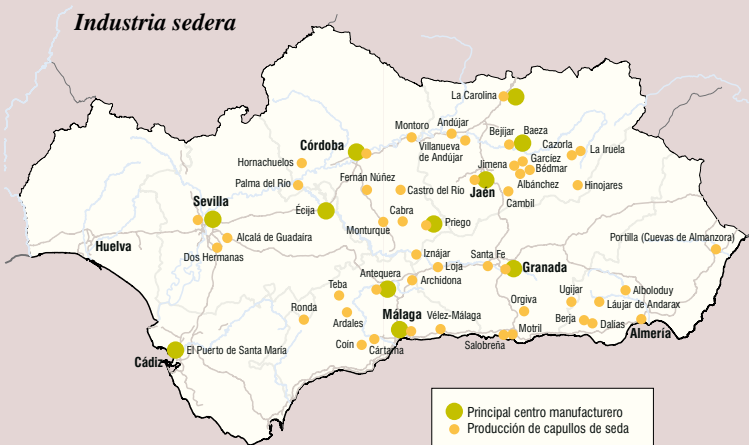 Industria sedera
La Carolina
Montoro
Andújar
Bejijar
Baeza
Córdoba
Villanueva
de Andújar
Cazorla
La Iruela
Garcíez
Hornachuelos
Jimena
Bédmar
Fernán Núñez
Palma del Río
Castro del Río
Jaén
Albánchez
Hinojares
Sevilla
Cambil
Écija
Cabra
Priego
Monturque
Alcalá de Guadaira
Huelva
Portilla (Cuevas de Almanzora)
Dos Hermanas
Iznájar
Santa Fe
Loja
Granada
Antequera
Archidona
Teba
Ugijar
Alboloduy
Ronda
Orgiva
Láujar de Andarax
Málaga
Vélez-Málaga
Ardales
Motril
Berja
Dalias
Almería
Coin
Cártama
Salobreña
El Puerto de Santa María
Cádiz
Principal centro manufacturero
Producción de capullos de seda